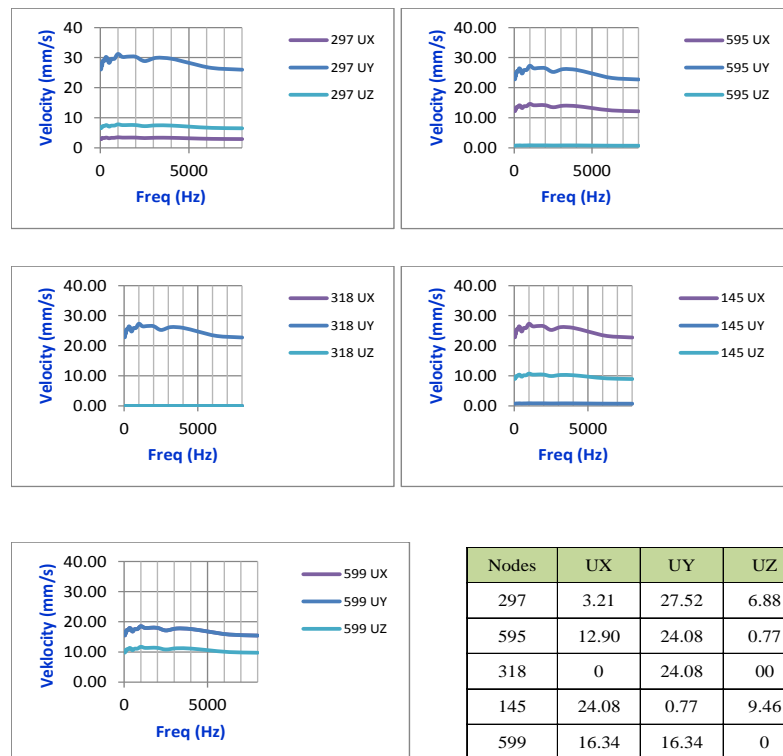 40
30
20
10
0
0 5000
Velocity (mm/s)
Freq (Hz)
297 UX
297 UY
297 UZ
40.00
30.00
20.00
10.00
0.00
0 5000
Velocity (mm/s)
Freq (Hz)
595 UX
595 UY
595 UZ
40.00
30.00
20.00
10.00
0.00
0 5000
Velocity (mm/s)
Freq (Hz)
318 UX
318 UY
318 UZ
40.00
30.00
20.00
10.00
0.00
0 5000
Velocity (mm/s)
Freq (Hz)
145 UX
145 UY
145 UZ
40.00
30.00
20.00
10.00
0.00
0 5000
Veklocity (mm/s)
Freq (Hz)
599 UX
599 UY
599 UZ
Nodes UX UY UZ
297 3.21 27.52 6.88
595 12.90 24.08 0.77
318 0 24.08 00
145 24.08 0.77 9.46
599 16.34 16.34 0